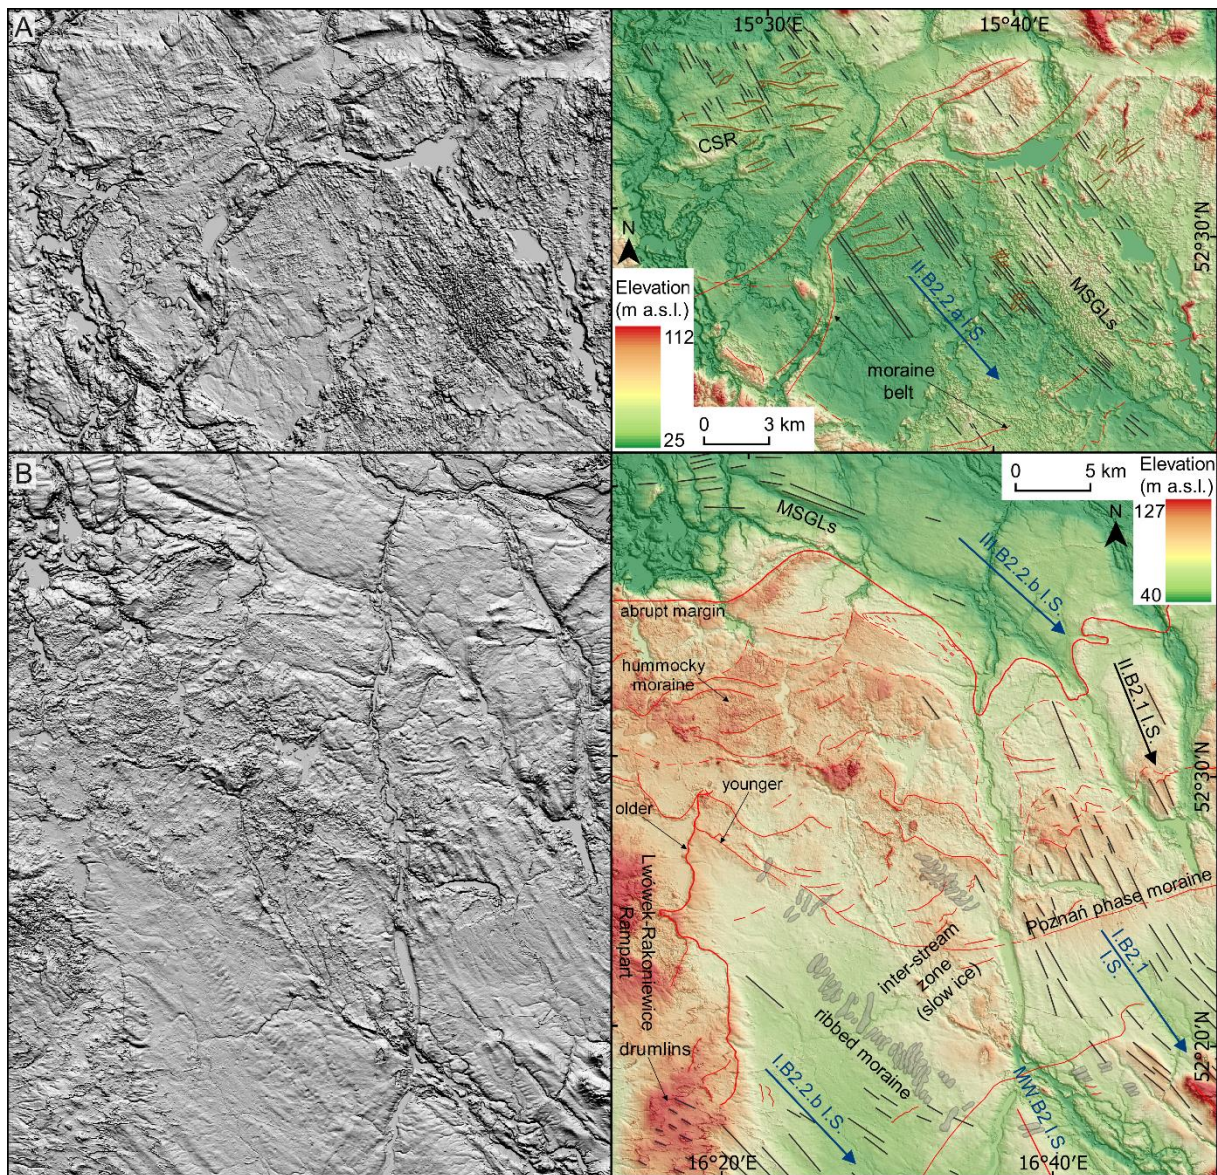 A
15°30′E
15°40′E
CSR
N
52°30′N
Elevation
(m a.s.l.)
112
25
II.B2.2.a I.S.
MSGLs
moraine
belt
0 3 km
B
0 5 km
Elevation
(m a.s.l.)
127
40
N
MSGLs
III.B2.2.b I.S.
abrupt margin
hummocky
moraine
II.B2.1 I.S.
52°30′N
older
younger
Lwówek-Rakoniewice
Rampart
Poznań phase moraine
I.B2.1
I.S.
inter-stream
zone
(slow ice)
ribbed moraine
drumlins
52°20′N
I.B2.2.b I.S.
MW.B2 I.S.
16°20′E
16°40′E